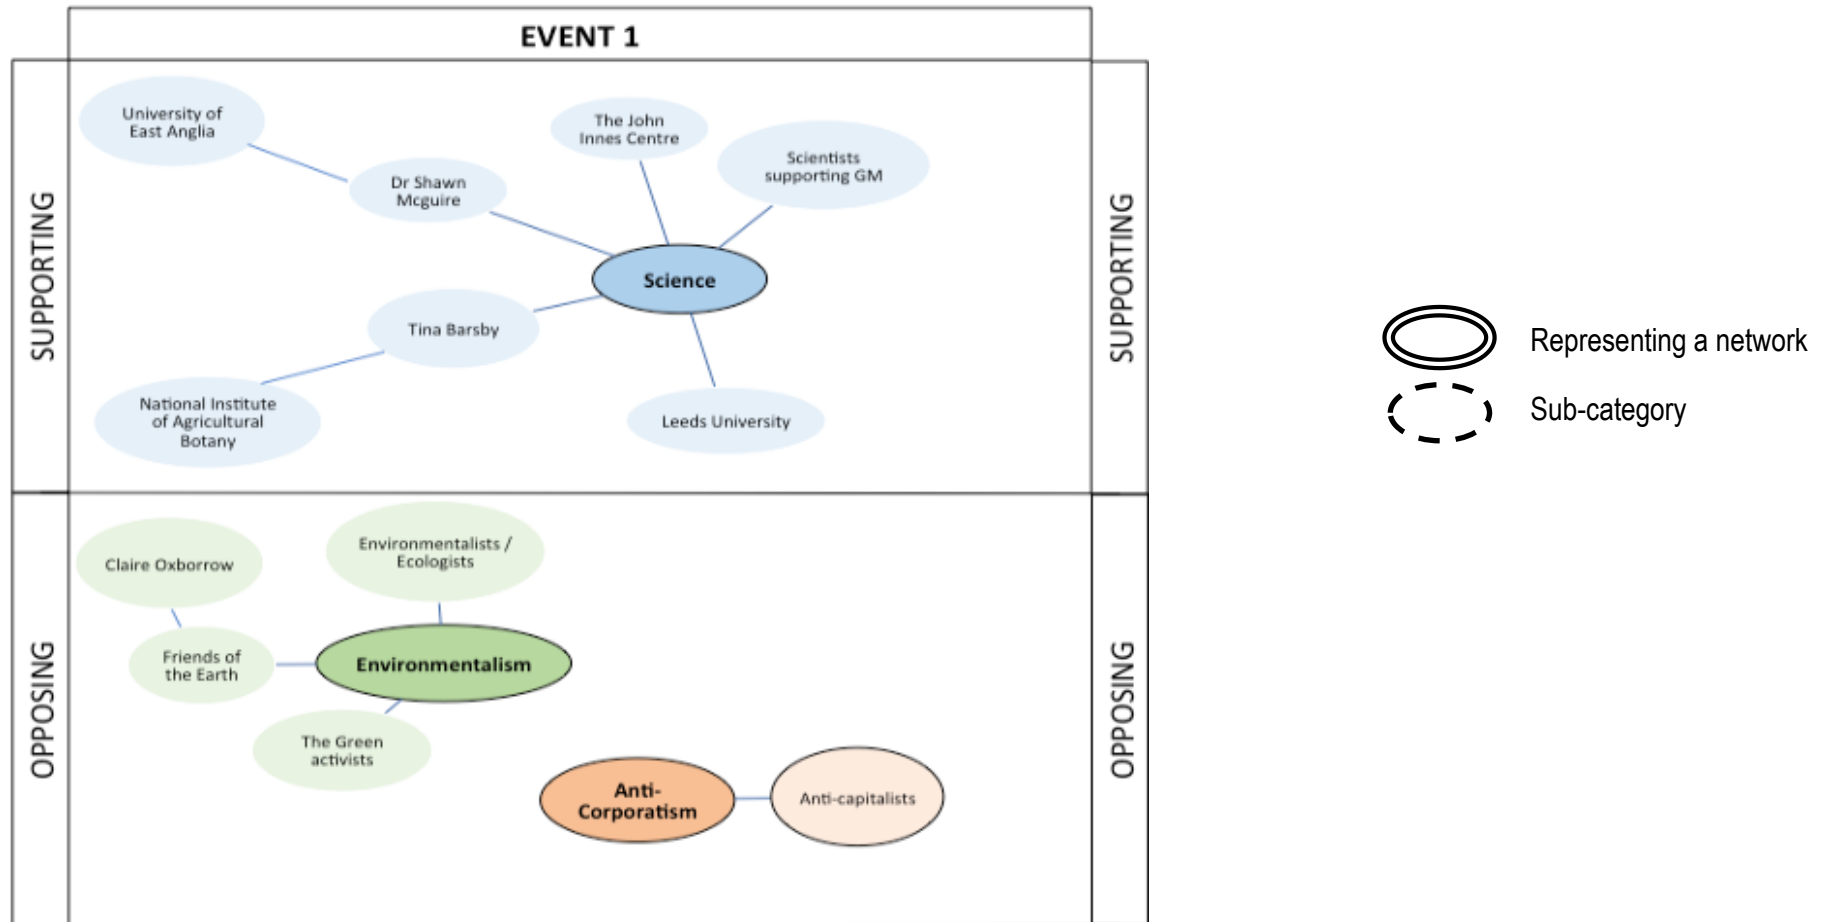 EVENT 1
SUPPORTING
University of
East Anglia
The John
Innes Centre
Scientists
supporting GM
Dr Shawn
Mcguire
Science
Tina Barsby
National Institute
of Agricultural
Botany
Leeds University
SUPPORTING
Representing a network
Sub-category
OPPOSING
Claire Oxborrow
Environmentalists /
Ecologists
Friends of
the Earth
Environmentalism
The Green
activists
Anti-
Corporatism
Anti-capitalists
OPPOSING